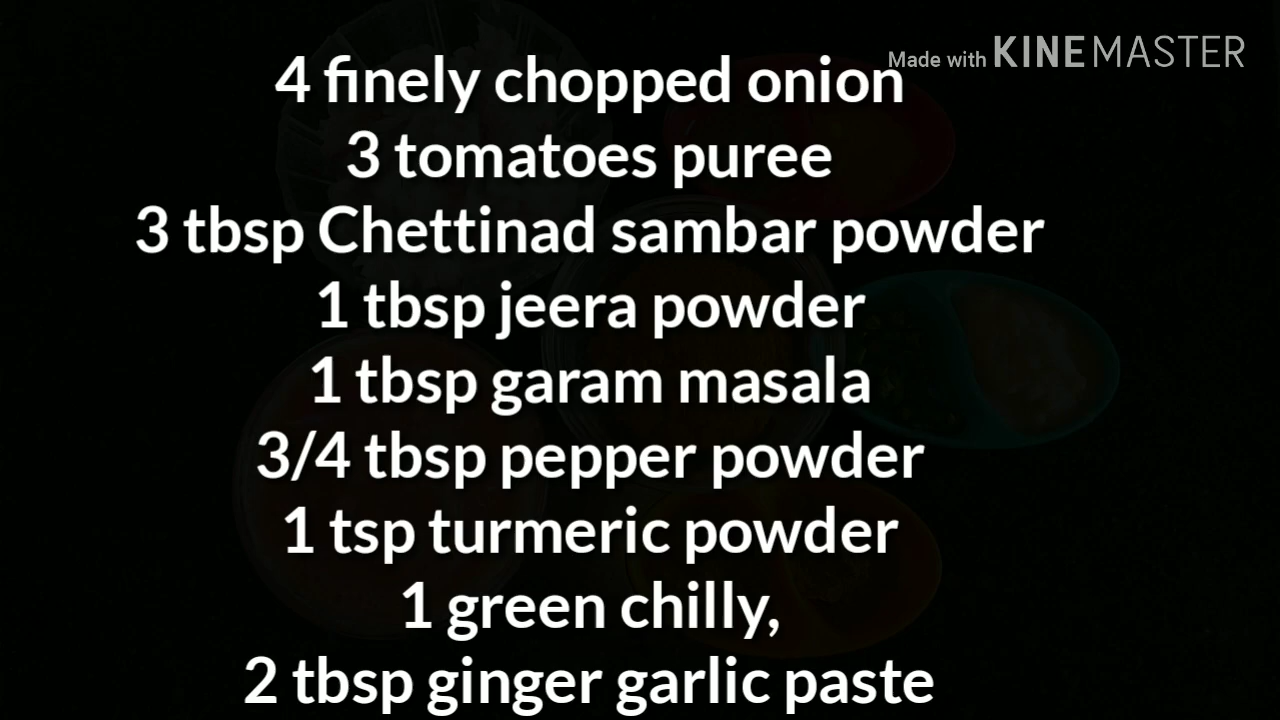 Made with KINEMASTER
4 finely chopped onion
3 tomatoes puree
3 tbsp Chettinad sambar powder
1 tbsp jeera powder
1 tbsp garam masala
3/4 tbsp pepper powder
1 tsp turmeric powder
1 green chilly,
2 tbsp ginger garlic paste